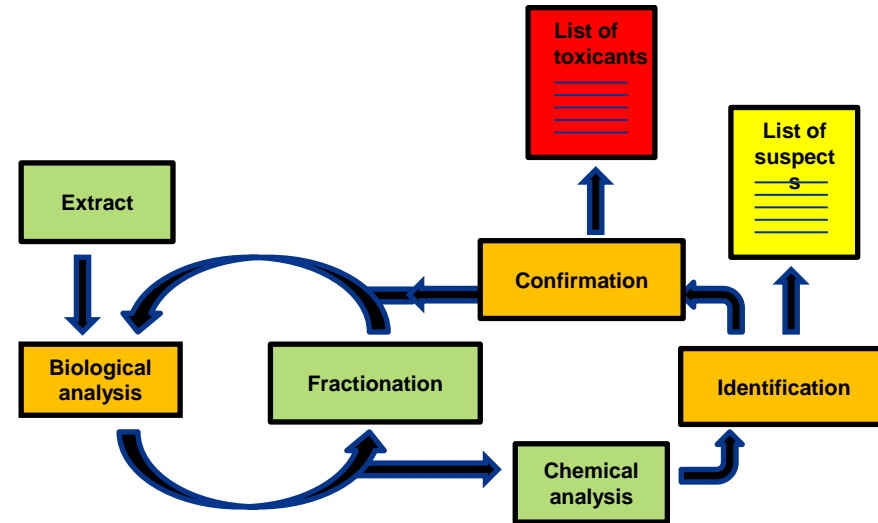 List of
toxicants
List of
suspect
s
Extract
Confirmation
Biological
analysis
Fractionation
Identification
Chemical
analysis